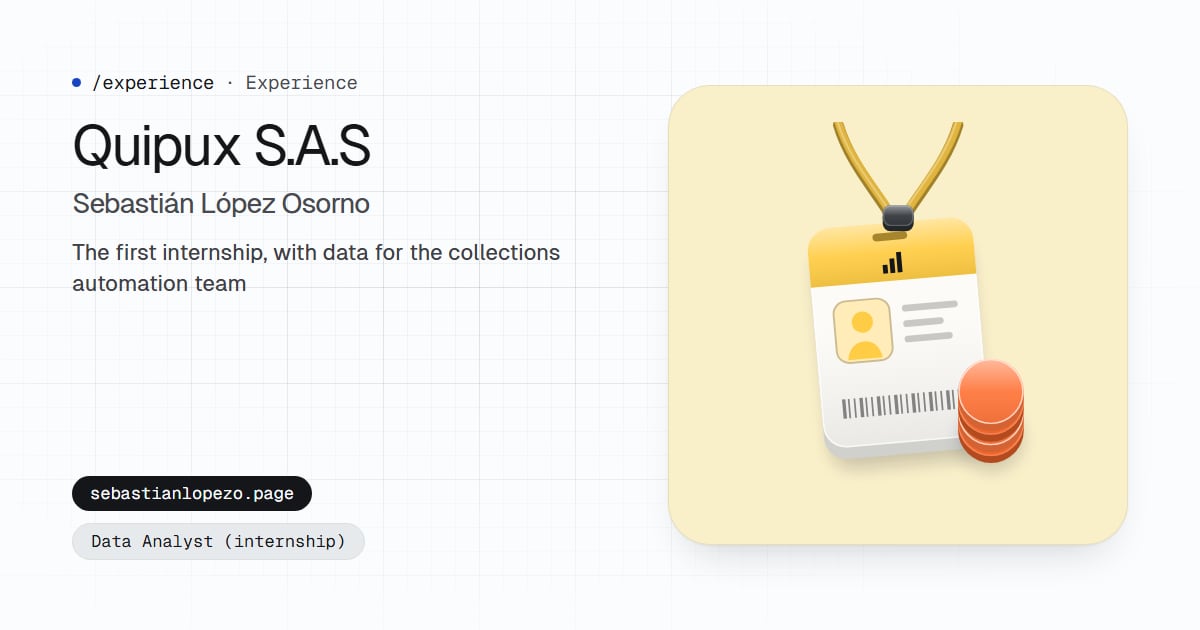 /experience · Experience
Quipux S.A.S
Sebastián López Osorno
The first internship, with data for the collections
automation team
sebastianlopezo.page
Data Analyst (internship)